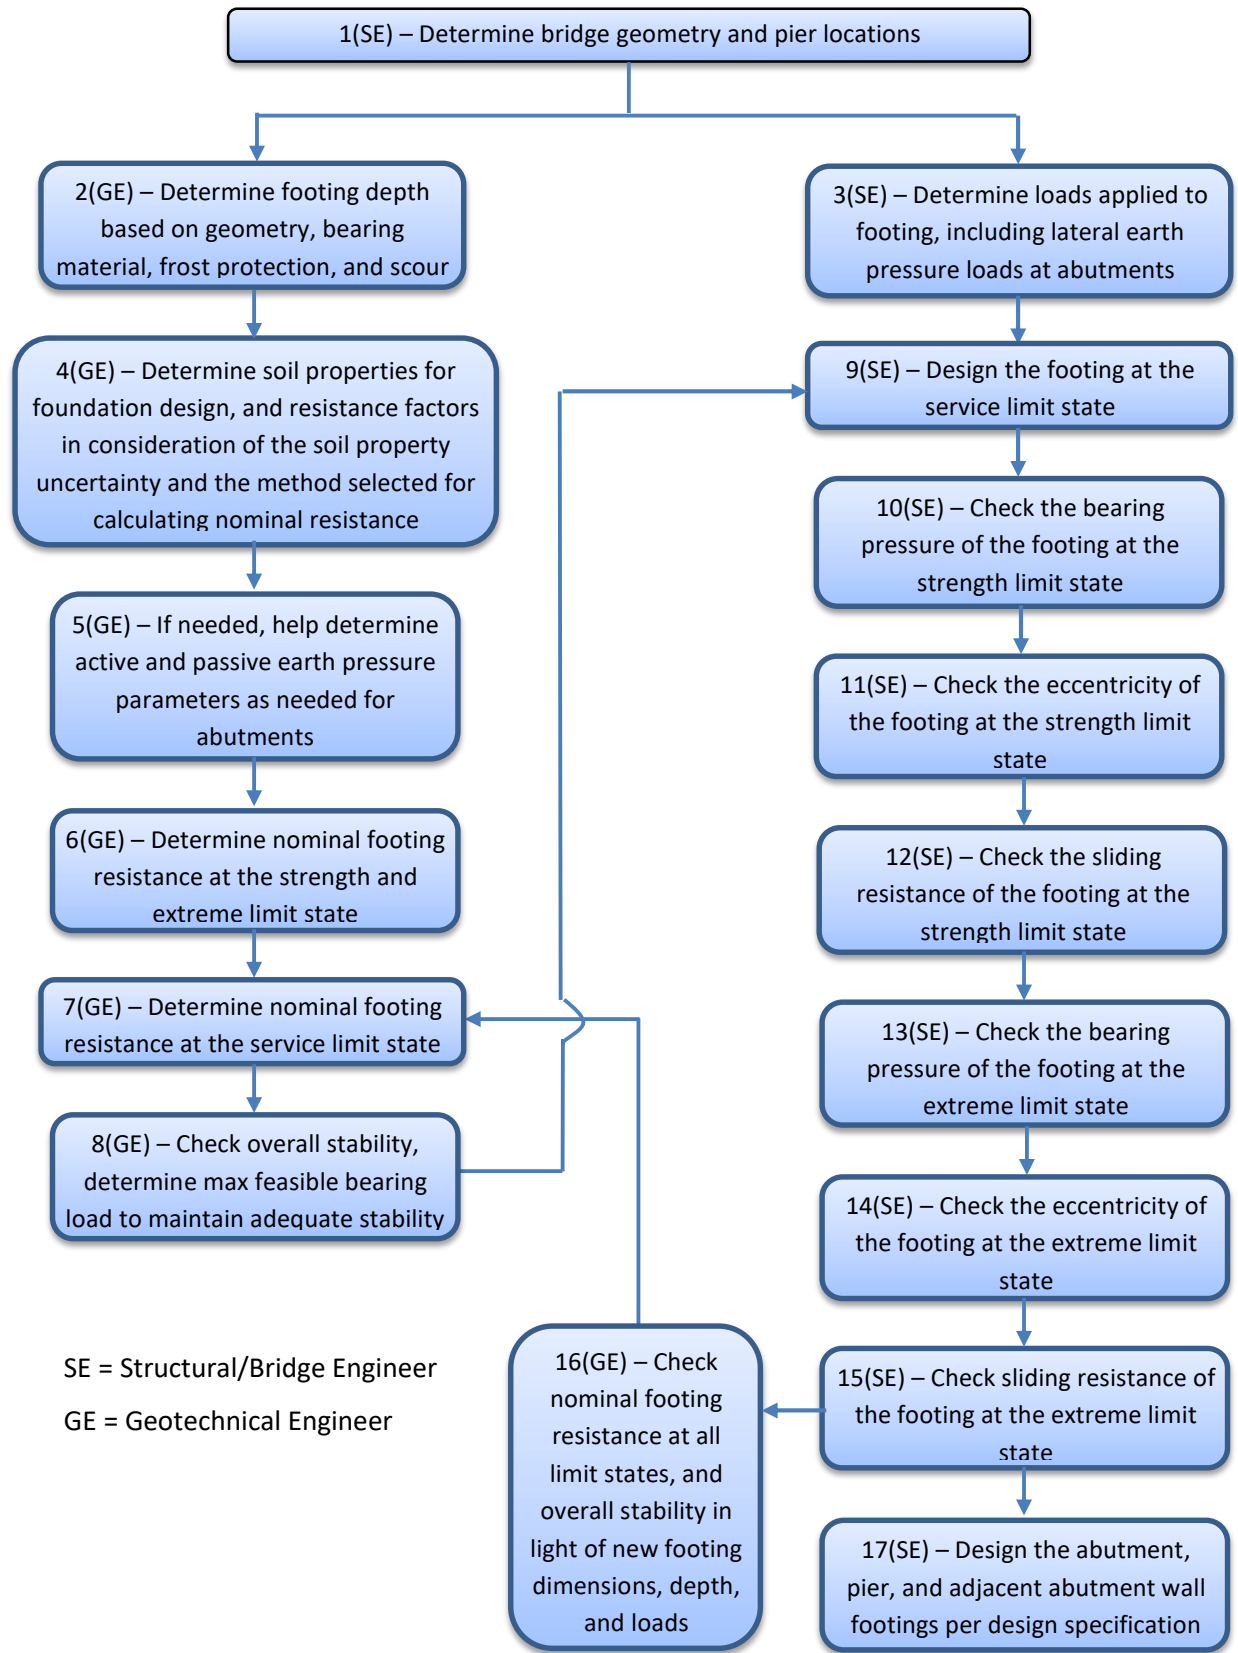 1(SE) – Determine bridge geometry and pier locations
2(GE) – Determine footing depth
based on geometry, bearing
material, frost protection, and scour
3(SE) – Determine loads applied to
footing, including lateral earth
pressure loads at abutments
4(GE) – Determine soil properties for
foundation design, and resistance factors
in consideration of the soil property
uncertainty and the method selected for
calculating nominal resistance
5(GE) – If needed, help determine
active and passive earth pressure
parameters as needed for
abutments
6(GE) – Determine nominal footing
resistance at the strength and
extreme limit state
7(GE) – Determine nominal footing
resistance at the service limit state
8(GE) – Check overall stability,
determine max feasible bearing
load to maintain adequate stability
9(SE) – Design the footing at the
service limit state
10(SE) – Check the bearing
pressure of the footing at the
strength limit state
11(SE) – Check the eccentricity of
the footing at the strength limit
state
12(SE) – Check the sliding
resistance of the footing at the
strength limit state
13(SE) – Check the bearing
pressure of the footing at the
extreme limit state
14(SE) – Check the eccentricity of
the footing at the extreme limit
state
15(SE) – Check sliding resistance of
the footing at the extreme limit
state
16(GE) – Check
nominal footing
resistance at all
limit states, and
overall stability in
light of new footing
dimensions, depth,
and loads
17(SE) – Design the abutment,
pier, and adjacent abutment wall
footings per design specification
SE = Structural/Bridge Engineer
GE = Geotechnical Engineer